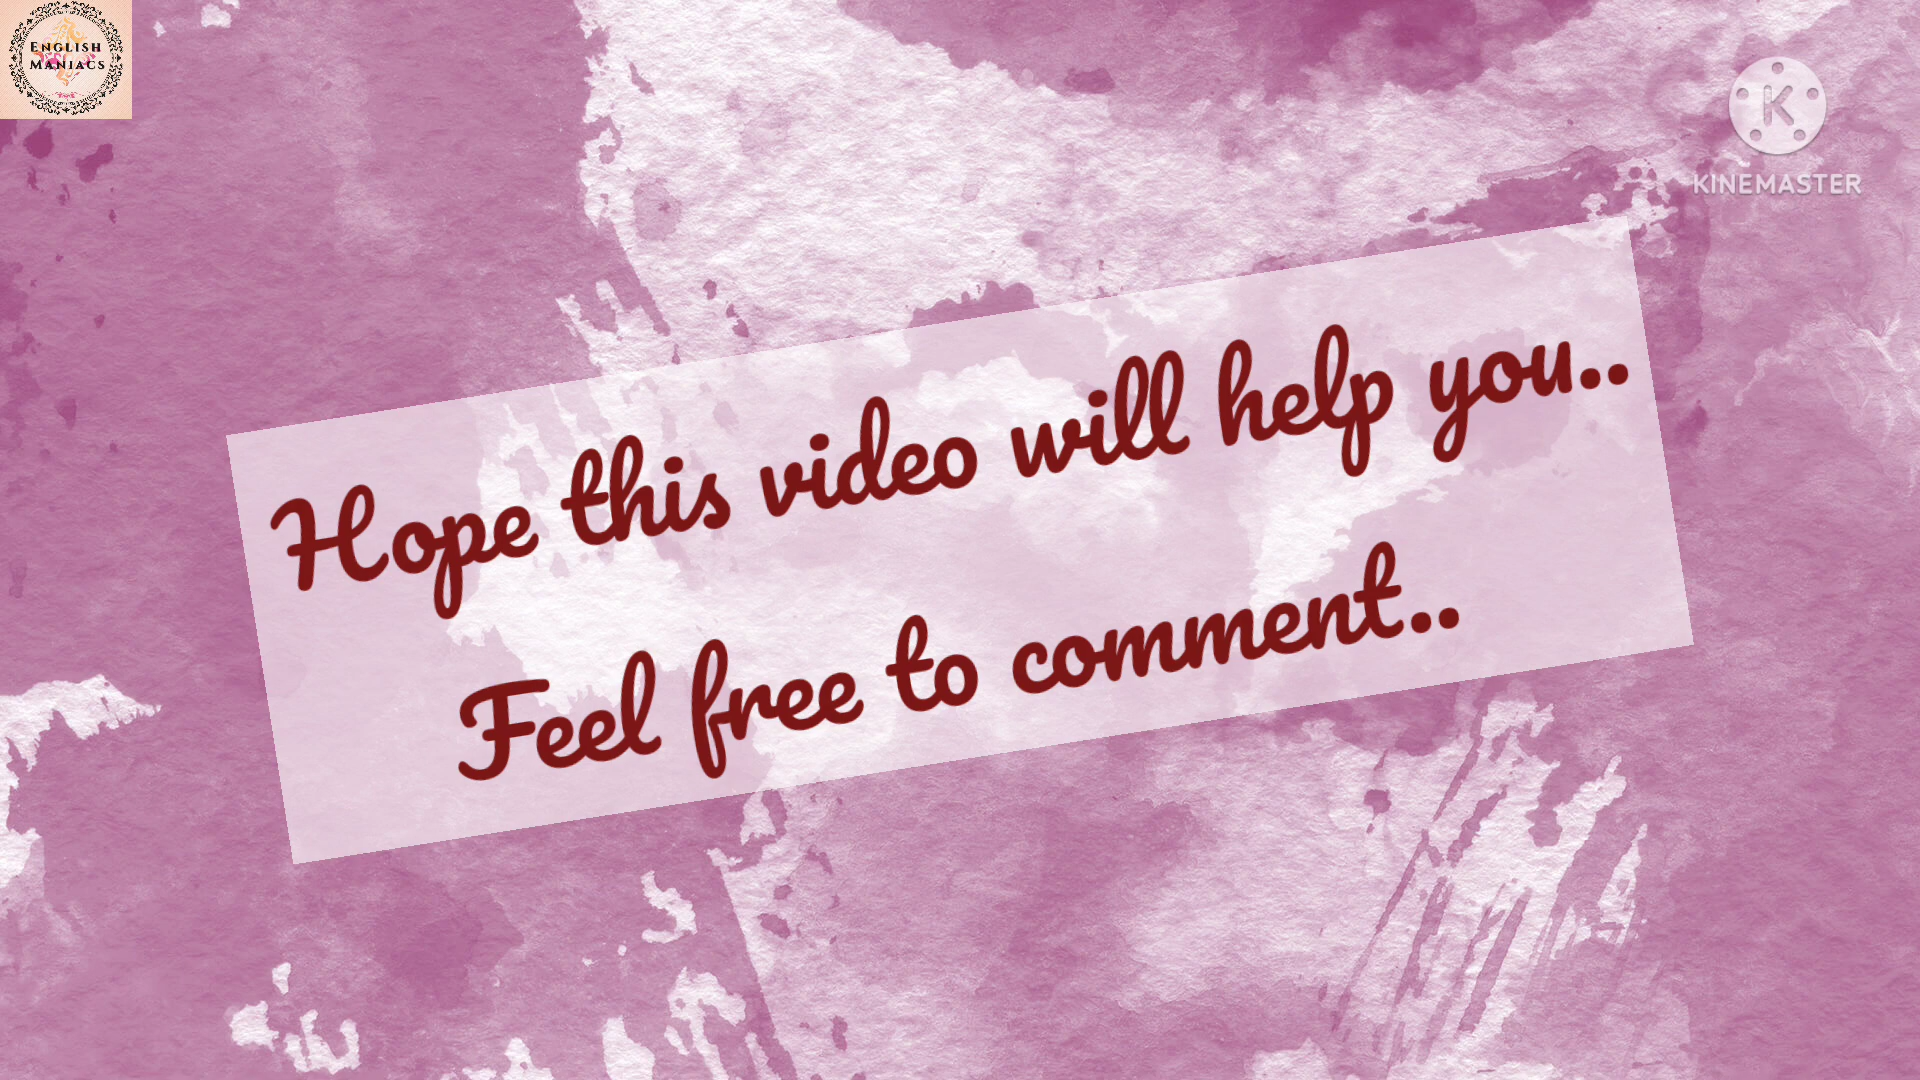 ENGLISH
MANIACS
KINEMASTER
Hope this video will help you..
Feel free to comment..